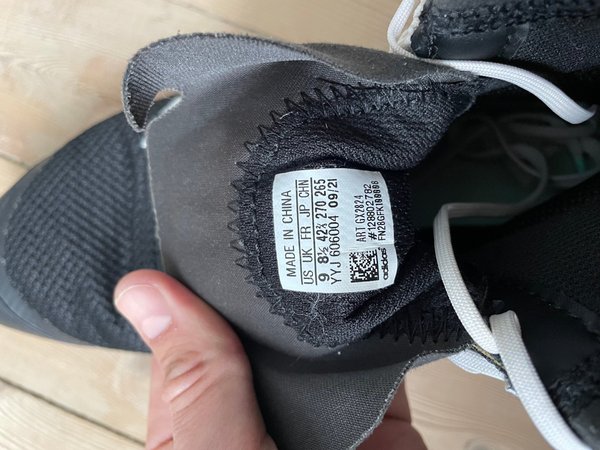 MADE IN CHINA
US UK FR JP CHN
9 8½ 42⅔ 270 265
YYJ 606004 09/21
ART GX2824
#128802782
adidas